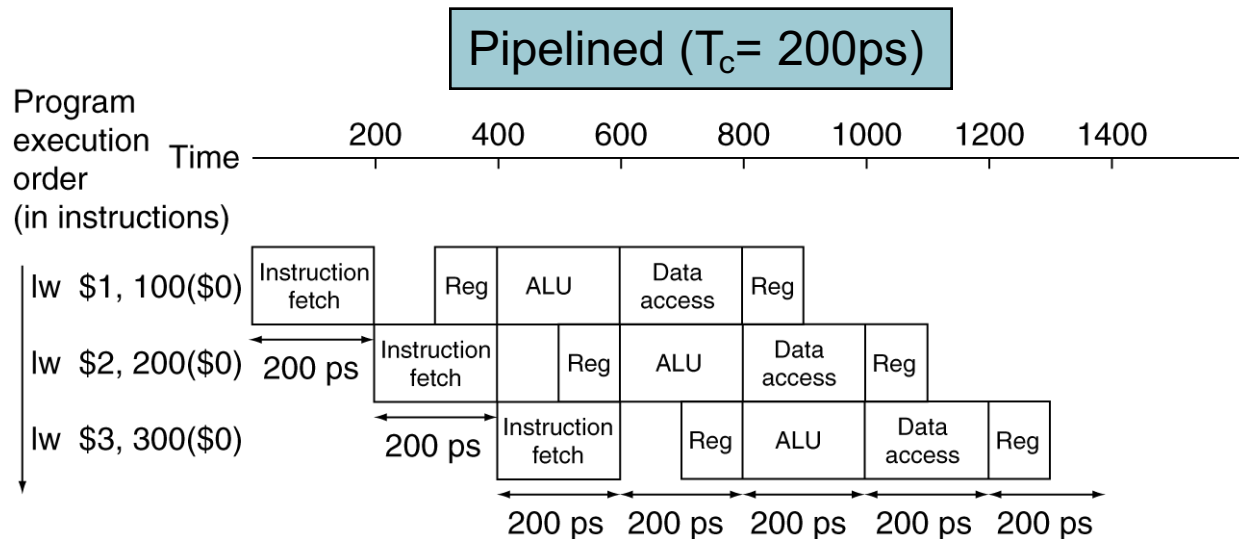 Pipelined (Tc= 200ps)
Program
execution
order
(in instructions)
Time
200 400 600 800 1000 1200 1400
lw $1, 100($0)
Instruction
fetch
Reg
ALU
Data
access
Reg
200 ps
lw $2, 200($0)
Instruction
fetch
Reg
ALU
Data
access
Reg
200 ps
lw $3, 300($0)
Instruction
fetch
Reg
ALU
Data
access
Reg
200 ps 200 ps 200 ps 200 ps 200 ps